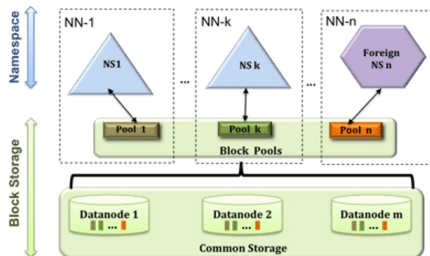 NN-1
NN-k
NN-n
Namespace
NS1
...
NS k
...
Foreign
NS n
Block Storage
Pool 1
Pool k
Pool n
Block Pools
Datanode 1
...
Datanode 2
...
Datanode m
...
Common Storage